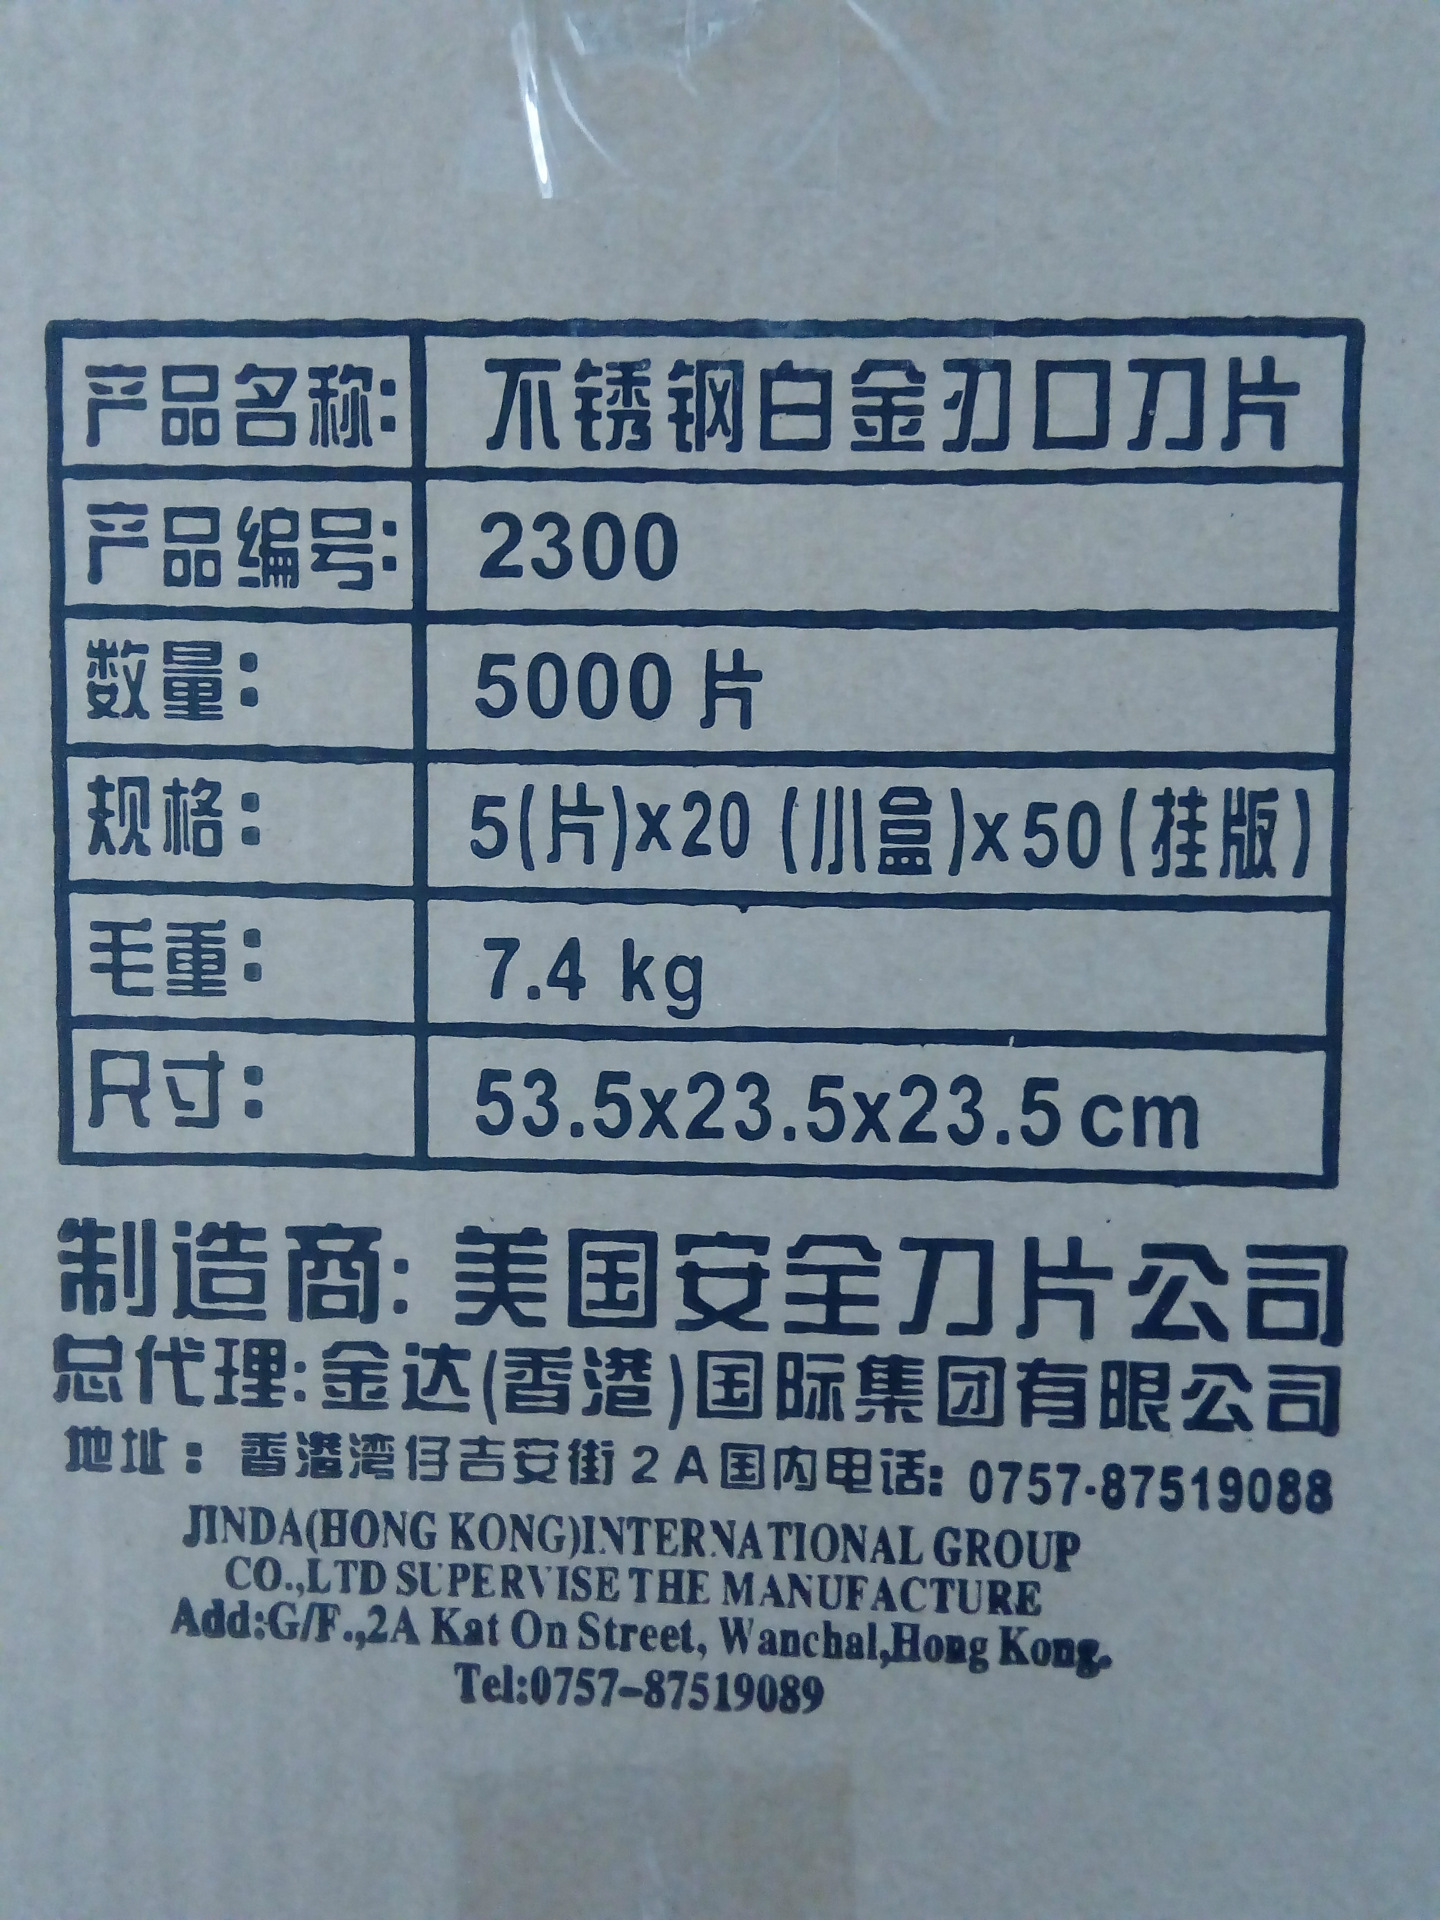 产品名称: 不锈钢白金刃口刀片
产品编号: 2300
数量: 5000 片
规格: 5(片)x20 (小盒)x50(挂版)
毛重: 7.4 kg
尺寸: 53.5x23.5x23.5cm
制造商: 美国安全刀片公司
总代理:金达(香港)国际集团有限公司
地址: 香港湾仔吉安街2A国内电话: 0757-87519088
JINDA(HONG KONG)INTERNATIONAL GROUP
CO.,LTD SUPERVISE THE MANUFACTURE
Add:G/F.,2A Kat On Street, Wanchal,Hong Kong.
Tel:0757-87519089